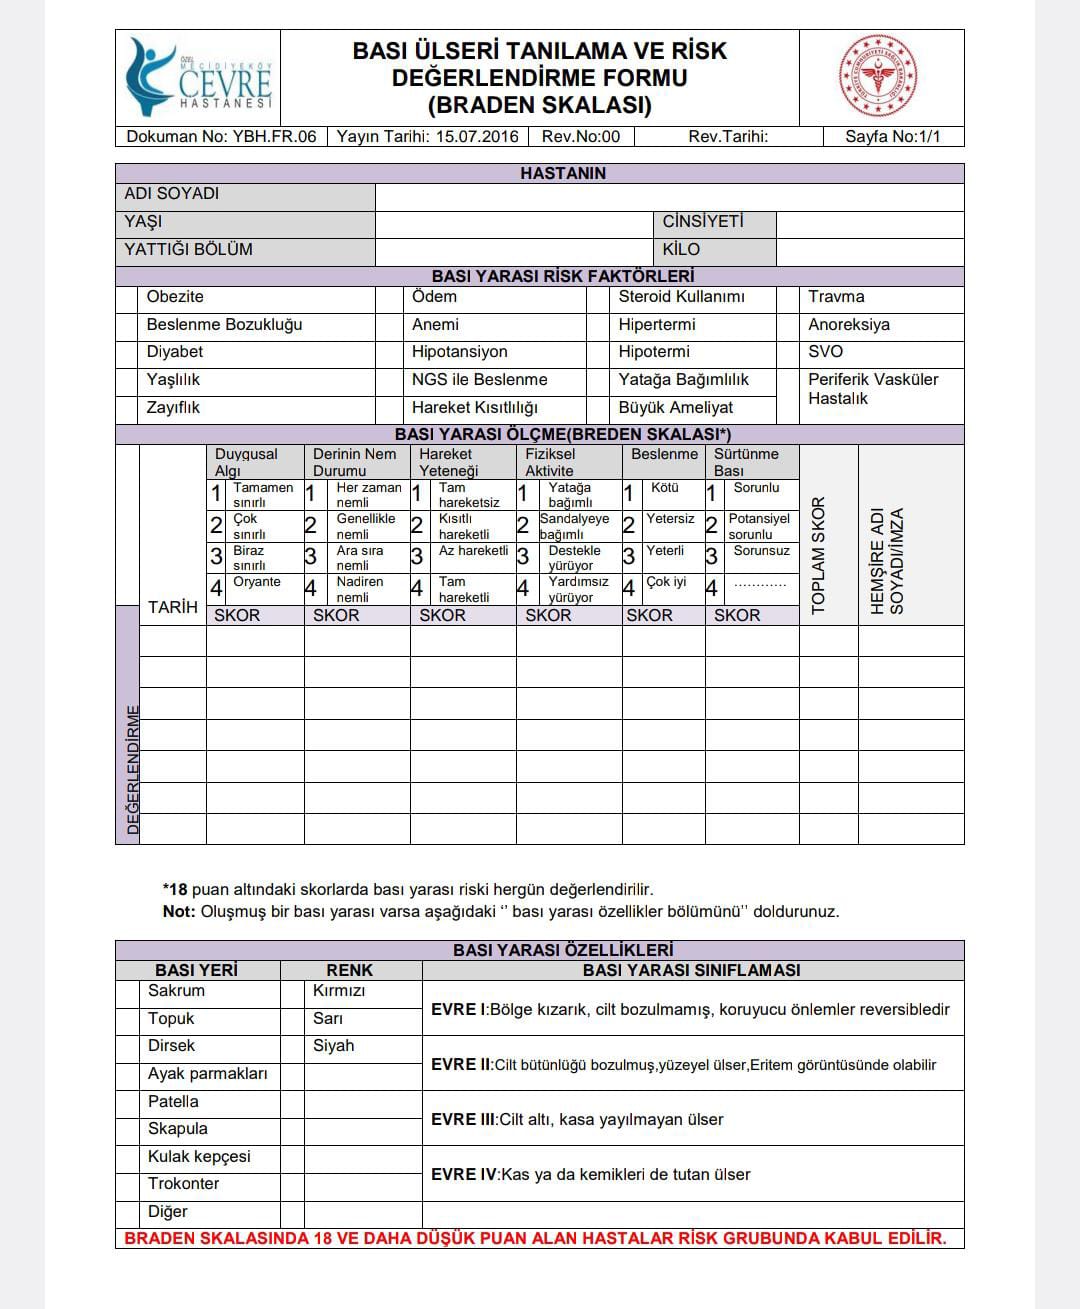 ÖZEL
MECİDİYEKÖY
ÇEVRE
HASTANESİ
BASI ÜLSERİ TANILAMA VE RİSK
DEĞERLENDİRME FORMU
(BRADEN SKALASI)
Dokuman No: YBH.FR.06 Yayın Tarihi: 15.07.2016 Rev.No:00 Rev.Tarihi: Sayfa No:1/1
HASTANIN
ADI SOYADI
YAŞI CİNSİYETİ
YATTIĞI BÖLÜM KİLO
BASI YARASI RİSK FAKTÖRLERİ
Obezite Ödem Steroid Kullanımı Travma
Beslenme Bozukluğu Anemi Hipertermi Anoreksiya
Diyabet Hipotansiyon Hipotermi SVO
Yaşlılık NGS ile Beslenme Yatağa Bağımlılık Periferik Vasküler
Hastalık
Zayıflık Hareket Kısıtlılığı Büyük Ameliyat
BASI YARASI ÖLÇME(BREDEN SKALASI*)
Duygusal Derinin Nem Hareket Fiziksel Beslenme Sürtünme
Algı Durumu Yeteneği Aktivite Bası
1 Tamamen 1 Her zaman 1 Tam 1 Yatağa 1 Kötü 1 Sorunlu
sınırlı nemli hareketsiz bağımlı
2 Çok 2 Genellikle 2 Kısıtlı 2 Sandalyeye 2 Yetersiz 2 Potansiyel
sınırlı nemli hareketli bağımlı sorunlu
3 Biraz 3 Ara sıra 3 Az hareketli 3 Destekle 3 Yeterli 3 Sorunsuz
sınırlı nemli yürüyor
4 Oryante 4 Nadiren 4 Tam 4 Yardımsız 4 Çok iyi 4 ............
nemli hareketli yürüyor
TARİH
SKOR SKOR SKOR SKOR SKOR SKOR
TOPLAM SKOR
HEMŞİRE ADI
SOYADI/İMZA
DEĞERLENDİRME
*18 puan altındaki skorlarda bası yarası riski hergün değerlendirilir.
Not: Oluşmuş bir bası yarası varsa aşağıdaki ‘’ bası yarası özellikler bölümünü’’ doldurunuz.
BASI YARASI ÖZELLİKLERİ
BASI YERİ RENK BASI YARASI SINIFLAMASI
Sakrum Kırmızı
EVRE I:Bölge kızarık, cilt bozulmamış, koruyucu önlemler reversibledir
Topuk Sarı
Dirsek Siyah
EVRE II:Cilt bütünlüğü bozulmuş,yüzeyel ülser,Eritem görüntüsünde olabilir
Ayak parmakları
Patella
EVRE III:Cilt altı, kasa yayılmayan ülser
Skapula
Kulak kepçesi
EVRE IV:Kas ya da kemikleri de tutan ülser
Trokonter
Diğer
BRADEN SKALASINDA 18 VE DAHA DÜŞÜK PUAN ALAN HASTALAR RİSK GRUBUNDA KABUL EDİLİR.